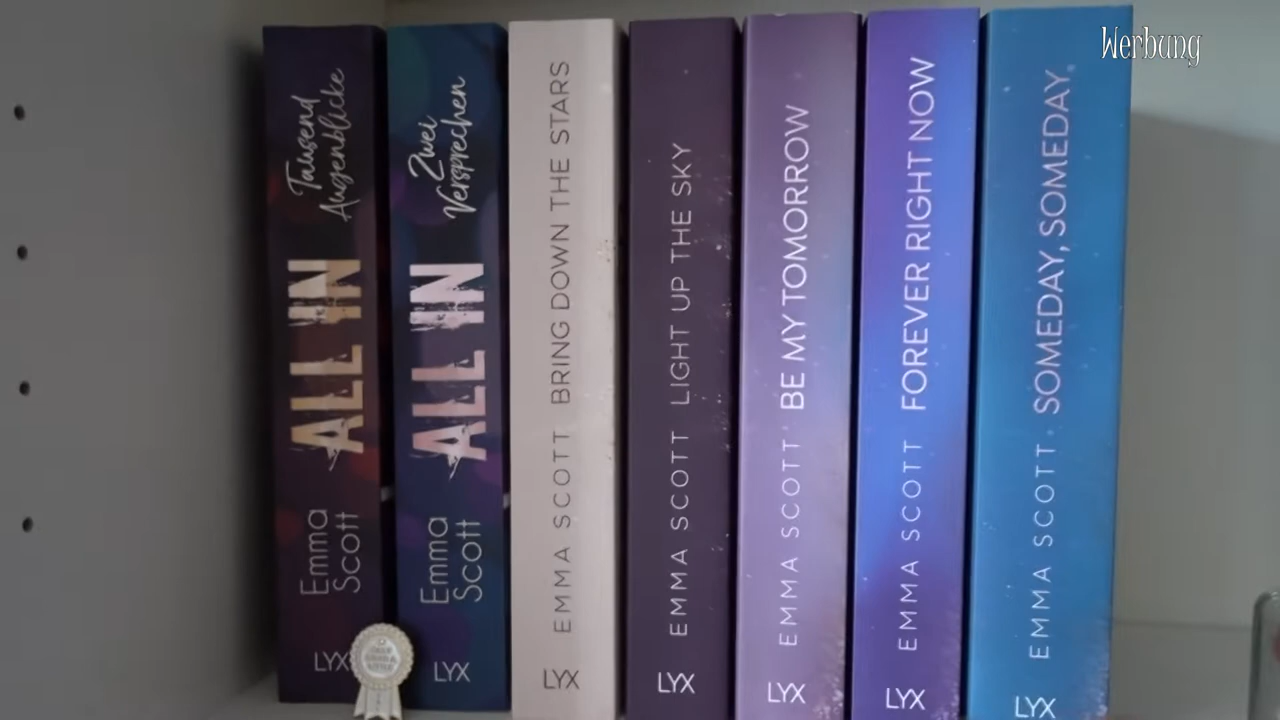 Werbung
Emma
Scott
ALL IN
Tausend
Augenblicke
LYX
Emma
Scott
ALL IN
Zwei
Versprechen
LYX
EMMA SCOTT BRING DOWN THE STARS
LYX
EMMA SCOTT LIGHT UP THE SKY
LYX
EMMA SCOTT BE MY TOMORROW
LYX
EMMA SCOTT FOREVER RIGHT NOW
LYX
EMMA SCOTT SOMEDAY, SOMEDAY
LYX